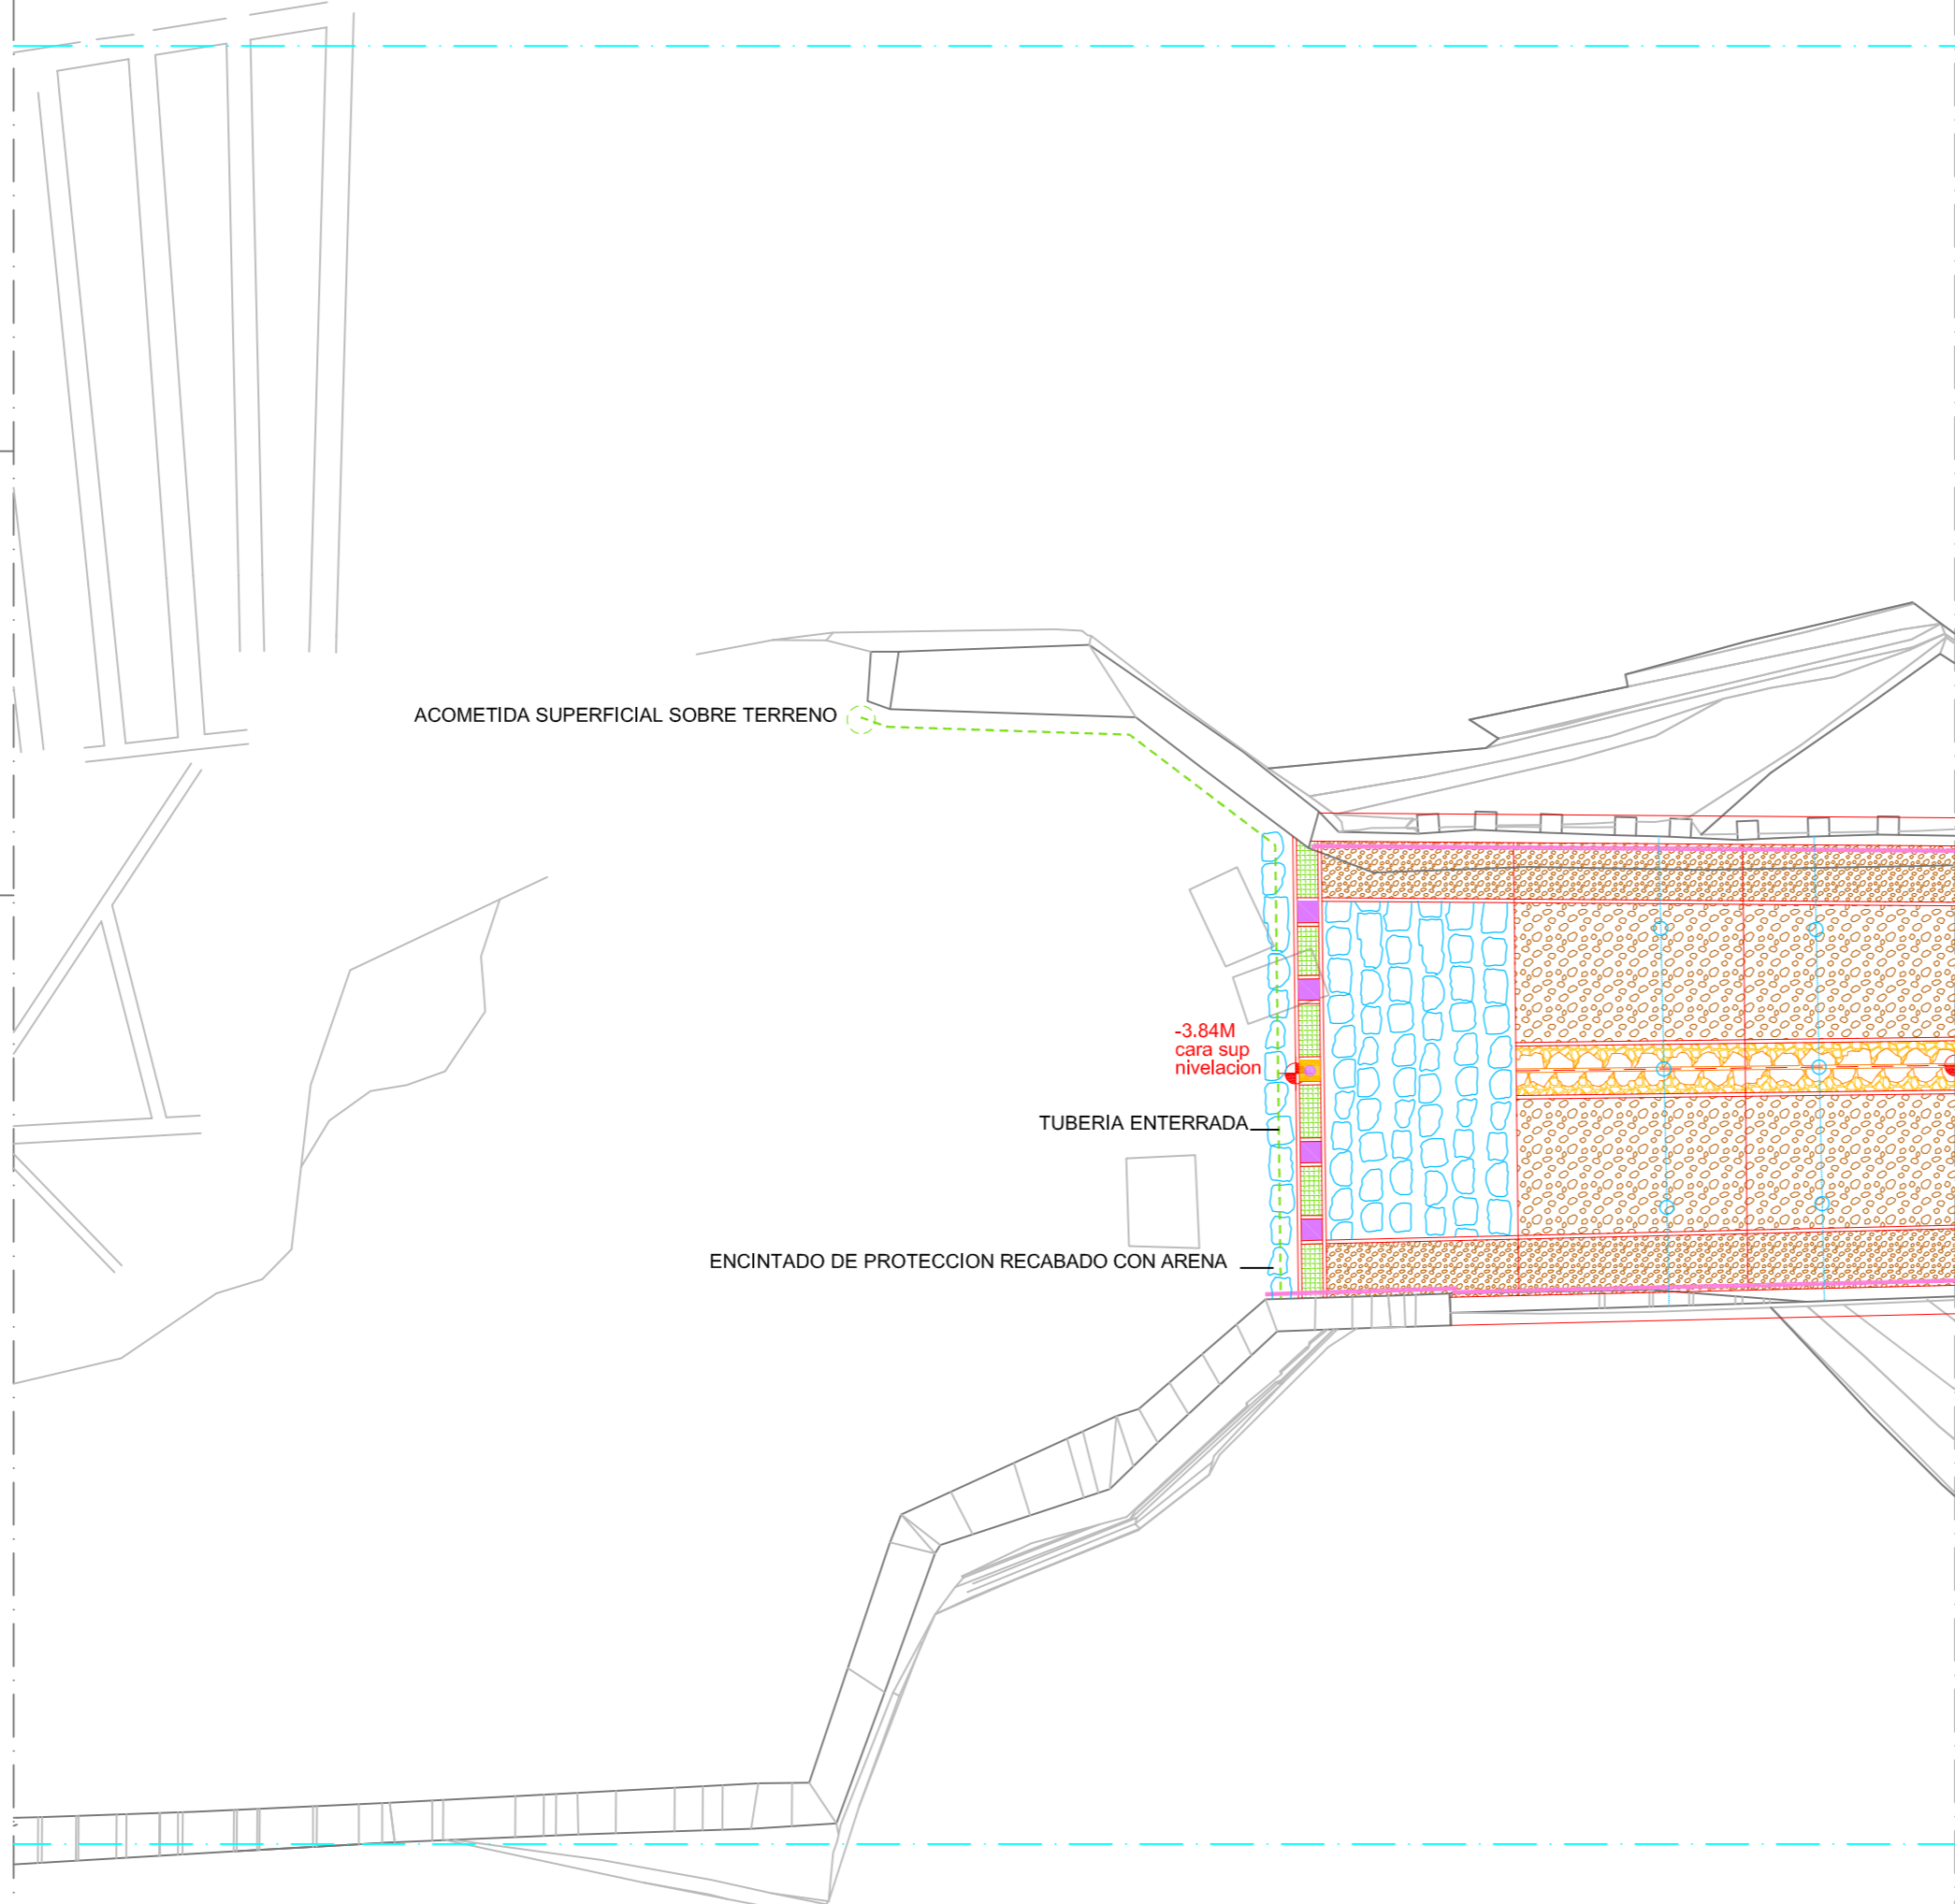 ACOMETIDA SUPERFICIAL SOBRE TERRENO
-3.84M
cara sup
nivelacion
TUBERIA ENTERRADA
ENCINTADO DE PROTECCION RECABADO CON ARENA